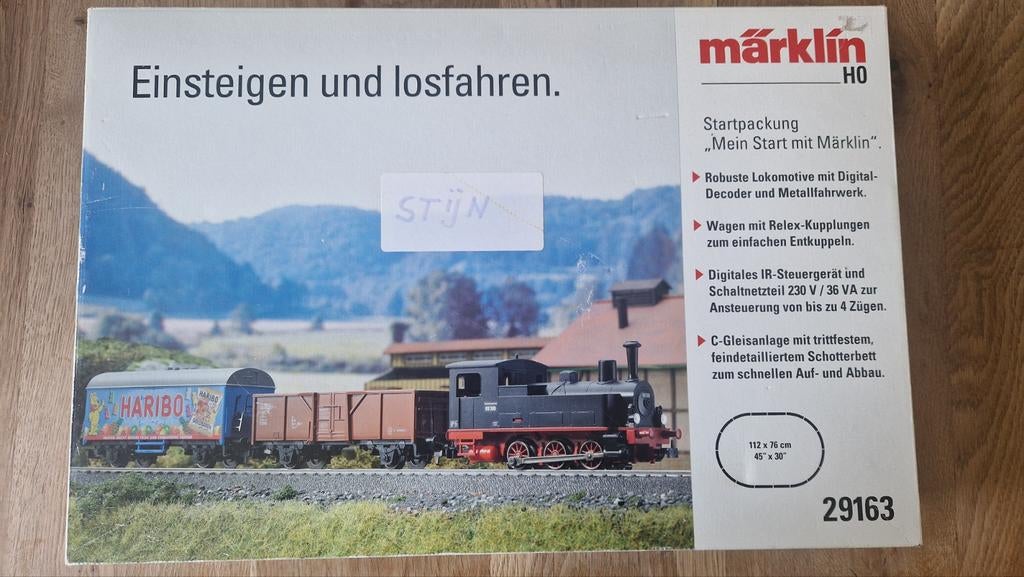 Einsteigen und losfahren.
STijN
HARIBO
HARIBO
märklin
H0
Startpackung
„Mein Start mit Märklin“.
Robuste Lokomotive mit Digital-
Decoder und Metallfahrwerk.
Wagen mit Relex-Kupplungen
zum einfachen Entkuppeln.
Digitales IR-Steuergerät und
Schaltnetzteil 230 V / 36 VA zur
Ansteuerung von bis zu 4 Zügen.
C-Gleisanlage mit trittfestem,
feindetailliertem Schotterbett
zum schnellen Auf- und Abbau.
112 x 76 cm
45" x 30"
29163